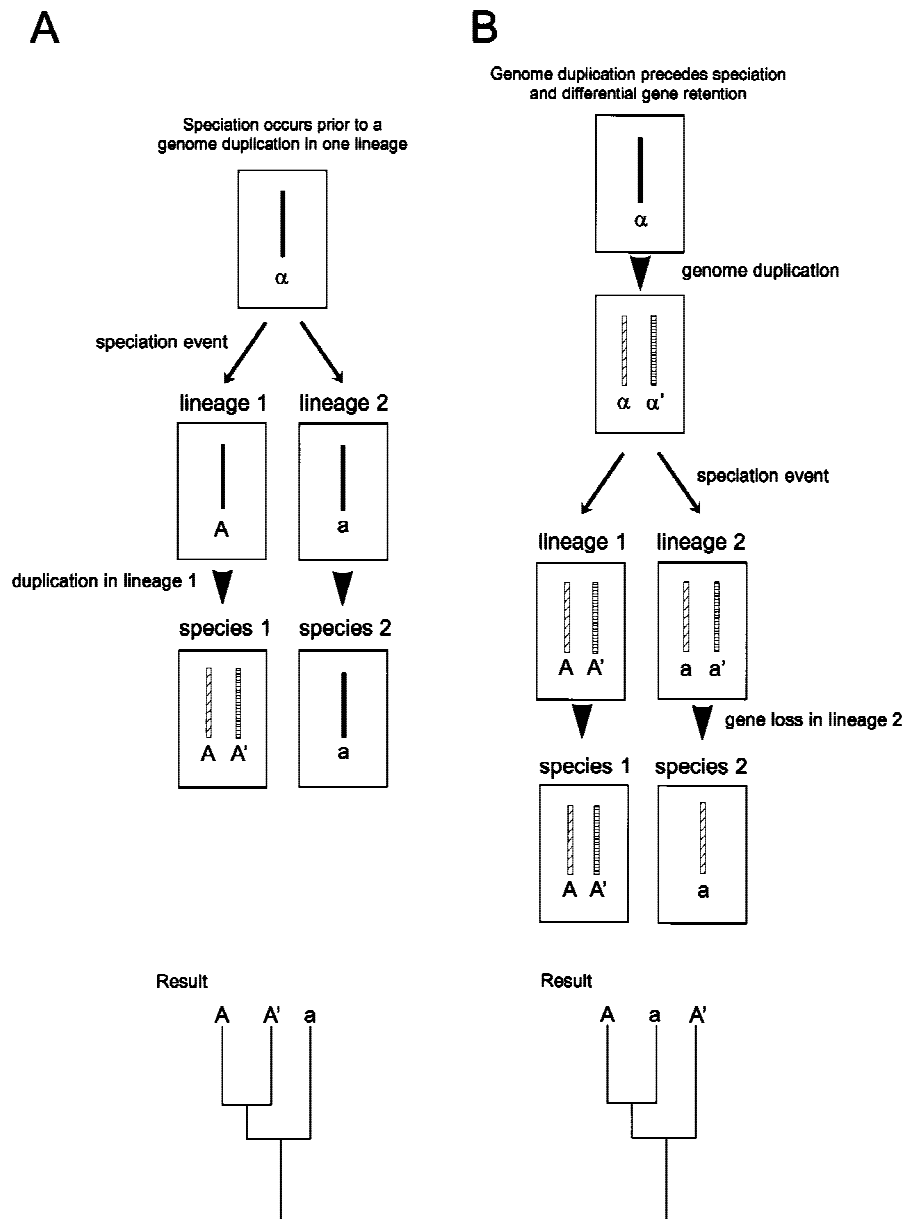 A
Speciation occurs prior to a
genome duplication in one lineage
α
speciation event
lineage 1 lineage 2
A a
duplication in lineage 1
species 1 species 2
A A' a
Result
A A' a
B
Genome duplication precedes speciation
and differential gene retention
α
genome duplication
α α'
speciation event
lineage 1 lineage 2
A A' a a'
gene loss in lineage 2
species 1 species 2
A A' a
Result
A a A'